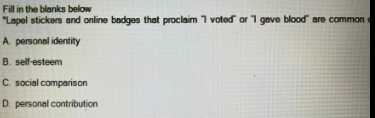 Fill in the blanks below
"Lapel stickers and online badges that proclaim "I voted" or "I gave blood" are common
A. personal identity
B. self-esteem
C. social comparison
D. personal contribution